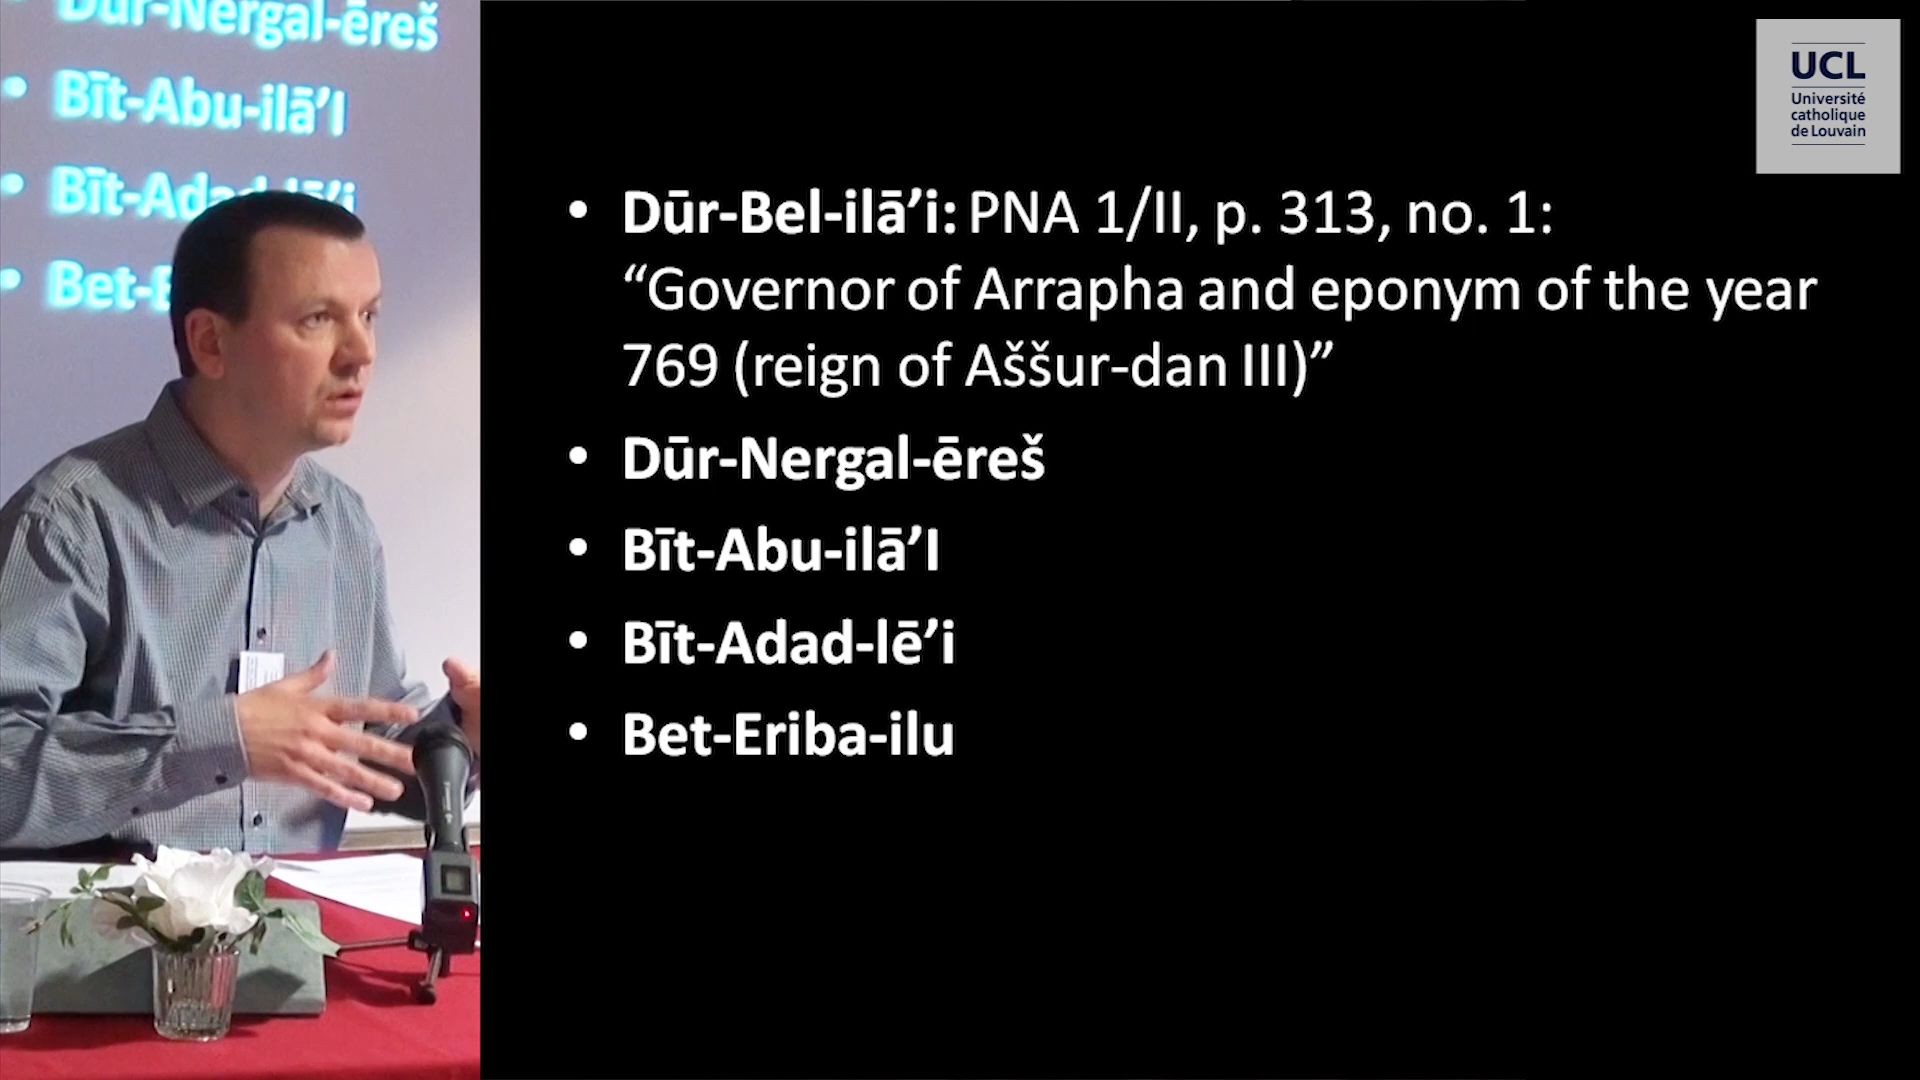 Dūr-Nergal-ēreš
• Bīt-Abu-ilā’I
• Bīt-Adad-lē’i
• Bet-E
UCL
Université
catholique
de Louvain
• Dūr-Bel-ilā’i: PNA 1/II, p. 313, no. 1:
“Governor of Arrapha and eponym of the year
769 (reign of Aššur-dan III)”
• Dūr-Nergal-ēreš
• Bīt-Abu-ilā’I
• Bīt-Adad-lē’i
• Bet-Eriba-ilu